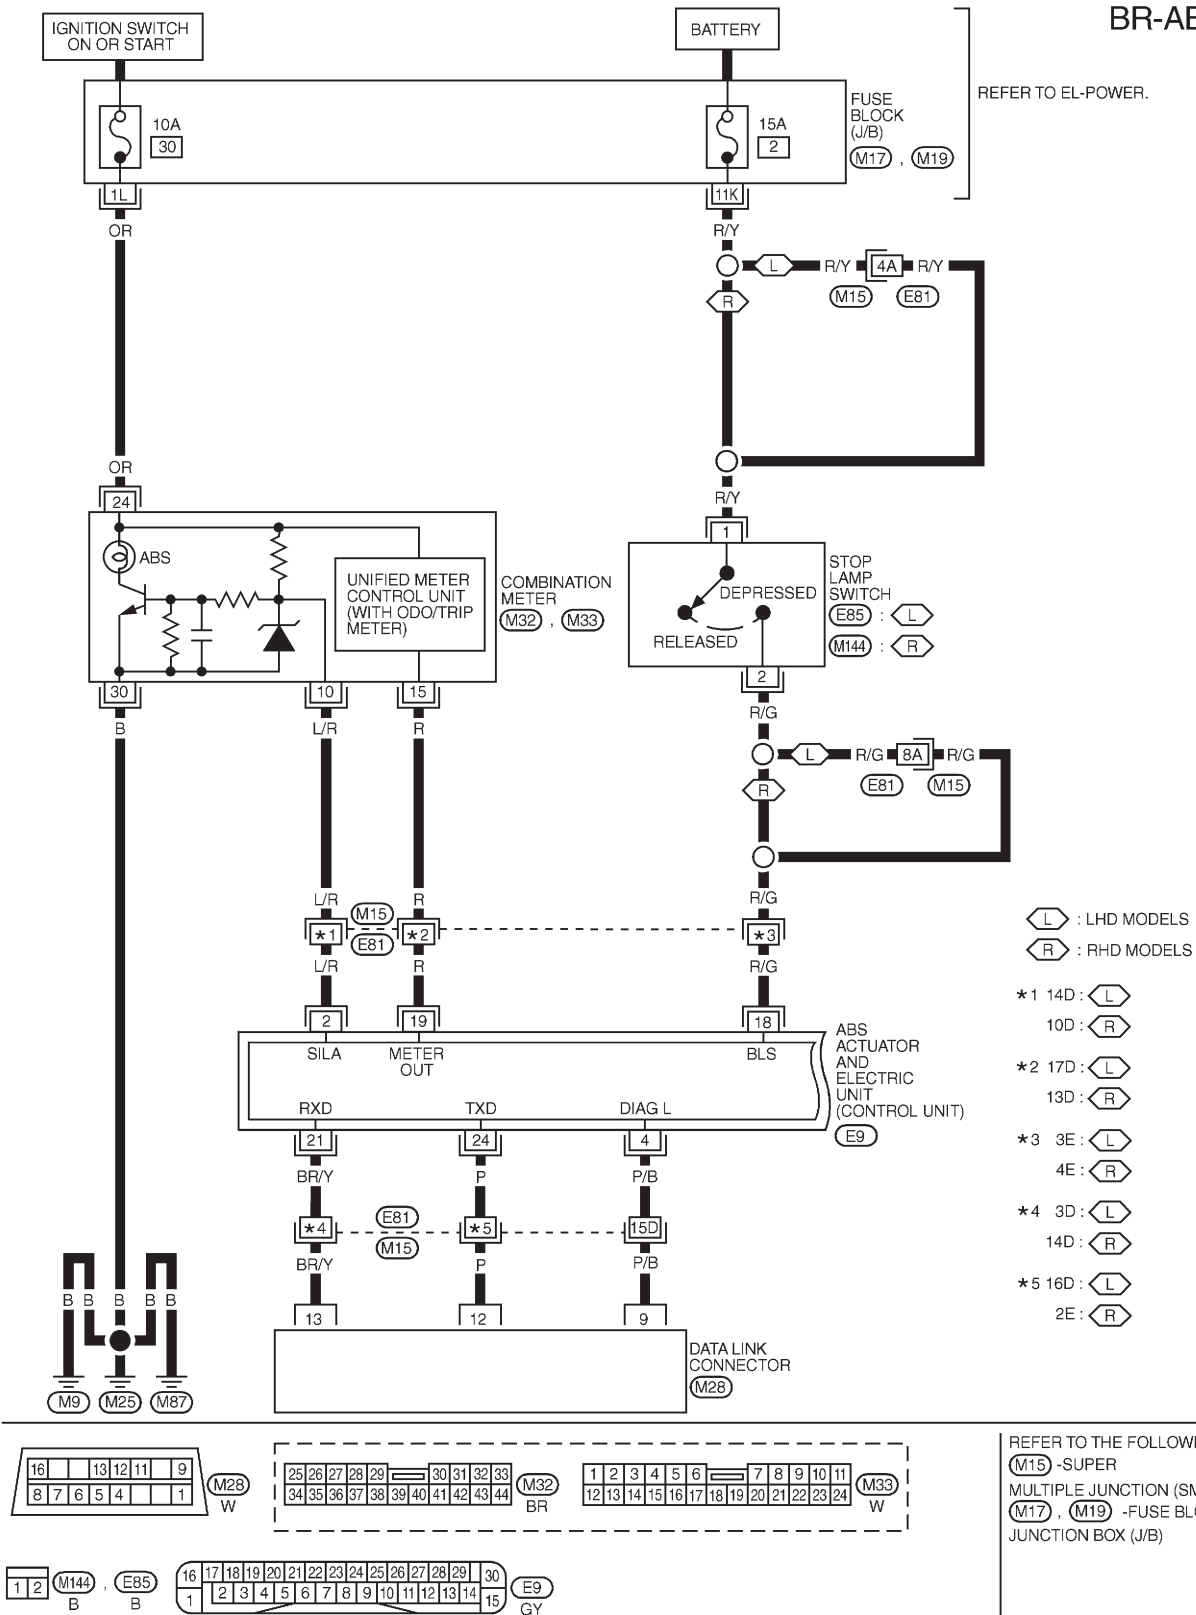 BR-AB
IGNITION SWITCH
ON OR START
BATTERY
REFER TO EL-POWER.
FUSE
BLOCK
(J/B)
M17 , M19
10A
30
15A
2
1L
11K
OR
R/Y
L R/Y 4A R/Y
M15 E81
R
OR
R/Y
24
1
ABS
UNIFIED METER
CONTROL UNIT
(WITH ODO/TRIP
METER)
COMBINATION
METER
M32 , M33
DEPRESSED
RELEASED
STOP
LAMP
SWITCH
E85 : L
M144 : R
30 10 15
2
B L/R R
R/G
L R/G 8A R/G
E81 M15
R
L/R R R/G
M15
*1 *2 *3
E81
L/R R R/G
2 19 18
SILA METER
OUT
BLS
ABS
ACTUATOR
AND
ELECTRIC
UNIT
(CONTROL UNIT)
E9
RXD TXD DIAG L
21 24 4
BR/Y P P/B
E81
*4 *5 15D
M15
BR/Y P P/B
13 12 9
DATA LINK
CONNECTOR
M28
B B B B B
M9 M25 M87
L : LHD MODELS
R : RHD MODELS
*1 14D : L
10D : R
*2 17D : L
13D : R
*3 3E : L
4E : R
*4 3D : L
14D : R
*5 16D : L
2E : R
16 13 12 11 9
8 7 6 5 4 1
M28
W
25 26 27 28 29 30 31 32 33
34 35 36 37 38 39 40 41 42 43 44
M32
BR
1 2 3 4 5 6 7 8 9 10 11
12 13 14 15 16 17 18 19 20 21 22 23 24
M33
W
REFER TO THE FOLLOWI
M15 -SUPER
MULTIPLE JUNCTION (SM
M17 , M19 -FUSE BLO
JUNCTION BOX (J/B)
1 2
M144 , E85
B B
16 17 18 19 20 21 22 23 24 25 26 27 28 29 30
1 2 3 4 5 6 7 8 9 10 11 12 13 14 15
E9
GY